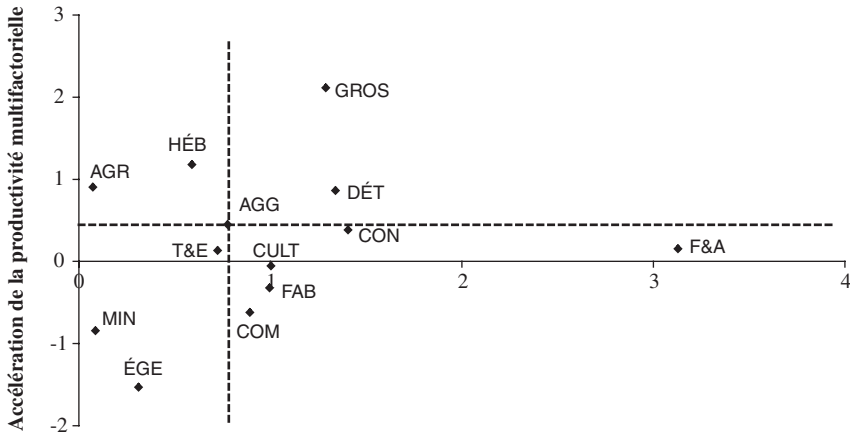 Accélération de la productivité multifactorielle
3
2
1
0
-1
-2
0
1
2
3
4
GROS
HÉB
AGR
DÉT
AGG
CON
T&E
CULT
F&A
FAB
MIN
COM
ÉGE